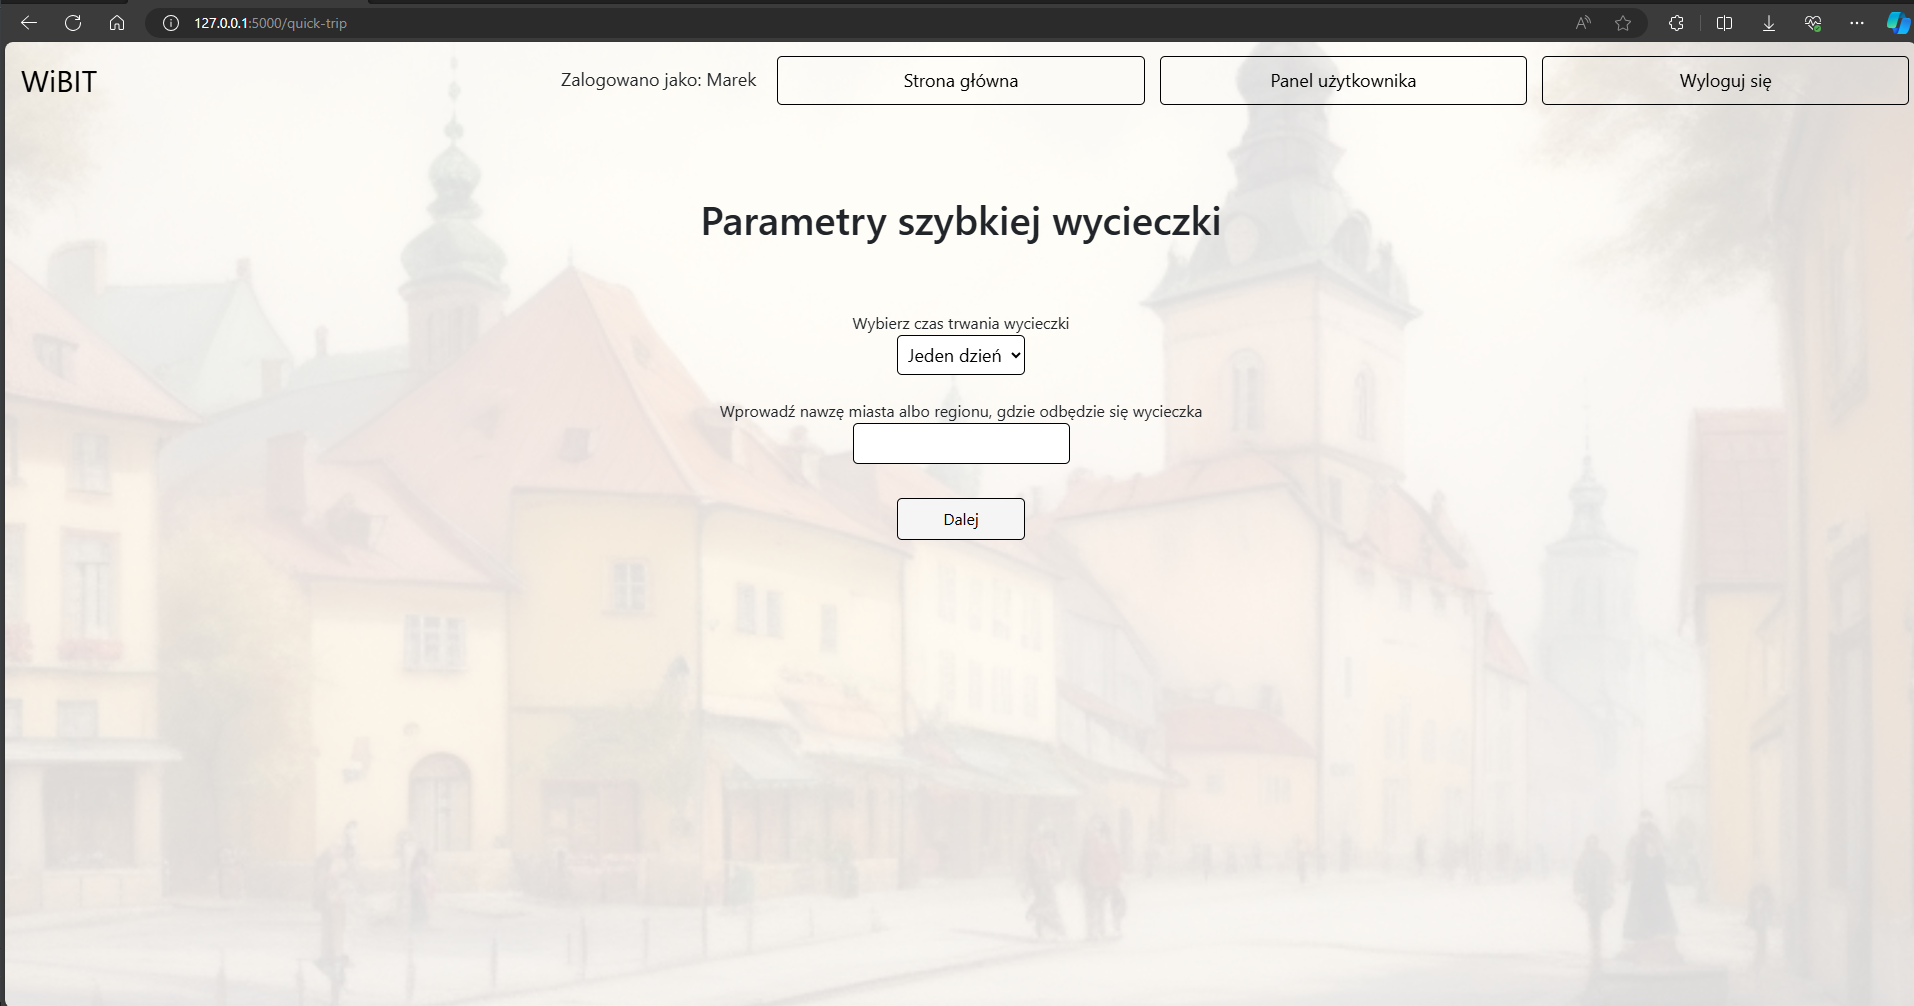 127.0.0.1:5000/quick-trip
WiBIT
Zalogowano jako: Marek
Strona główna
Panel użytkownika
Wyloguj się
Parametry szybkiej wycieczki
Wybierz czas trwania wycieczki
Jeden dzień
Wprowadź nawzę miasta albo regionu, gdzie odbędzie się wycieczka
Dalej